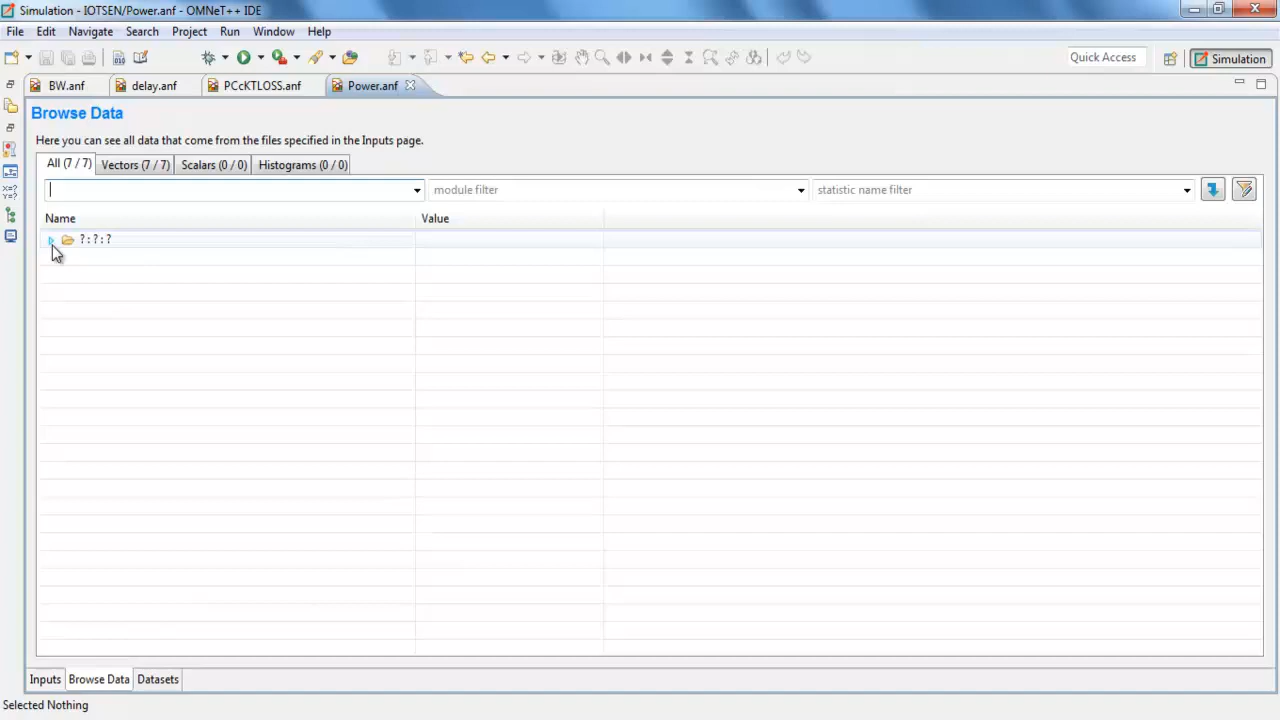 Simulation - IOTSEN/Power.anf - OMNeT++ IDE
File Edit Navigate Search Project Run Window Help
Quick Access Simulation
BW.anf delay.anf PCcKTLOSS.anf Power.anf
Browse Data
Here you can see all data that come from the files specified in the Inputs page.
All (7 / 7) Vectors (7 / 7) Scalars (0 / 0) Histograms (0 / 0)
module filter statistic name filter
Name Value
?:?:?
Inputs Browse Data Datasets
Selected Nothing